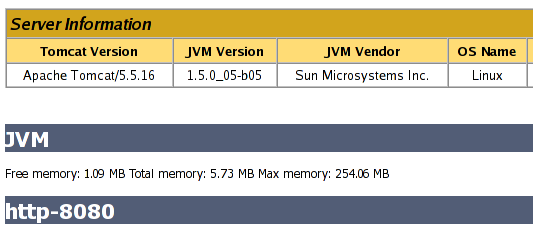 Server Information
Tomcat Version JVM Version JVM Vendor OS Name
Apache Tomcat/5.5.16 1.5.0_05-b05 Sun Microsystems Inc. Linux
JVM
Free memory: 1.09 MB Total memory: 5.73 MB Max memory: 254.06 MB
http-8080